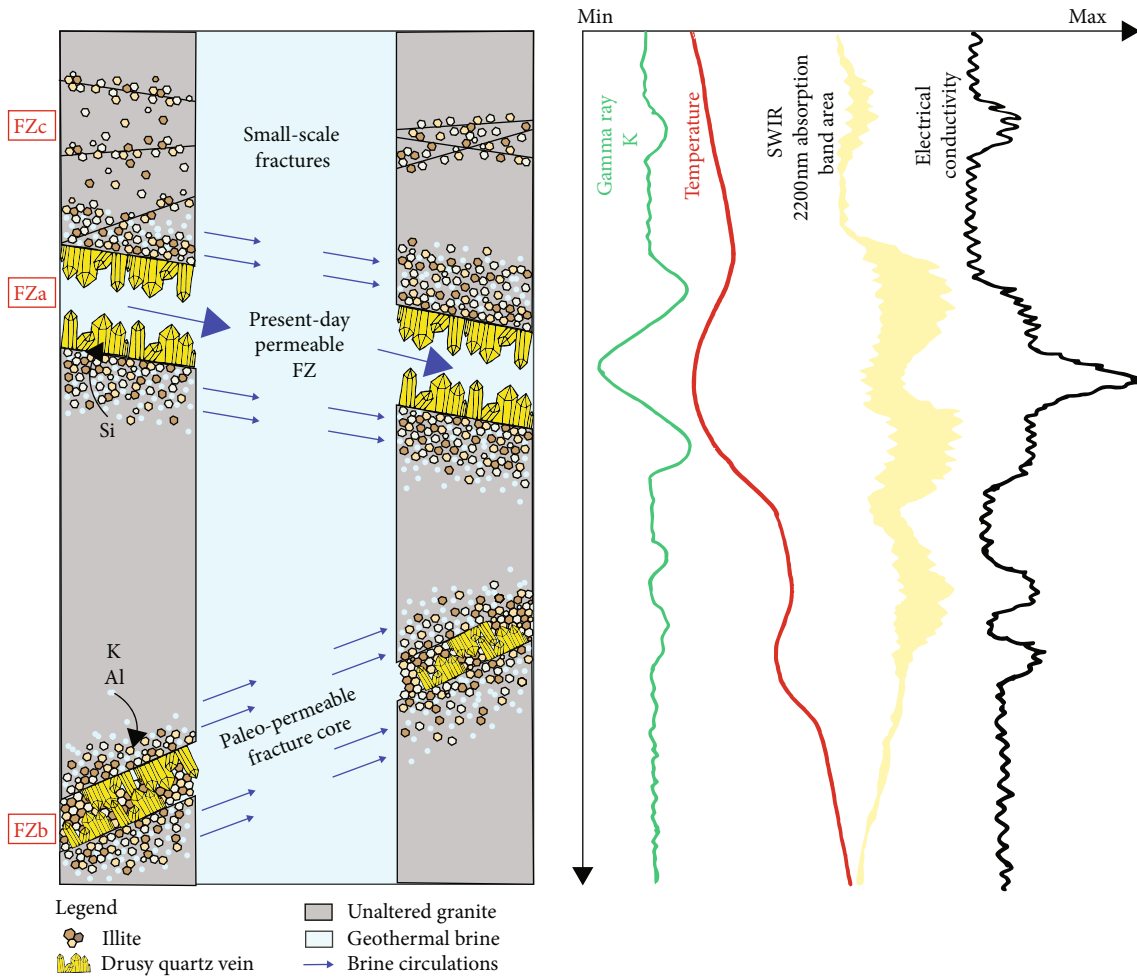 Min
Max
FZc
Small-scale
fractures
Gamma ray
K
Temperature
SWIR
2200nm absorption
band area
Electrical
conductivity
FZa
Present-day
permeable
FZ
Si
K
Al
Paleo-permeable
fracture core
FZb
Legend
Illite
Drusy quartz vein
Unaltered granite
Geothermal brine
Brine circulations